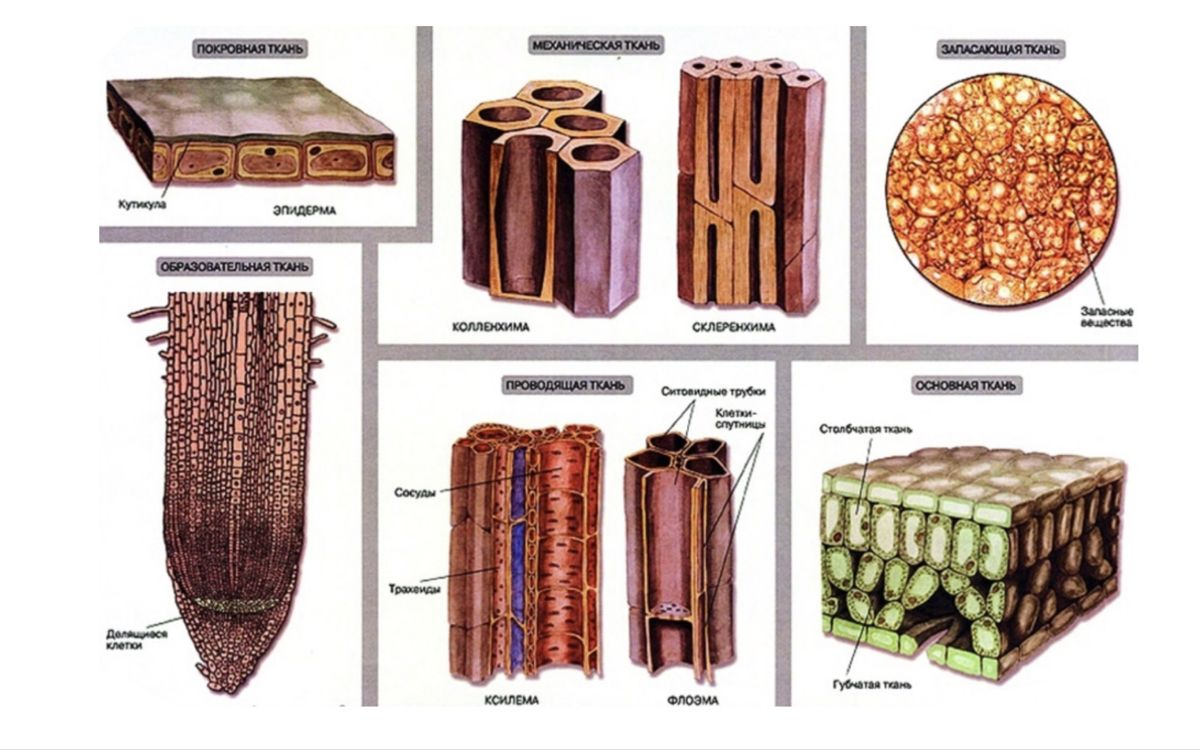 ПОКРОВНАЯ ТКАНЬ
Кутикула
ЭПИДЕРМА
МЕХАНИЧЕСКАЯ ТКАНЬ
КОЛЛЕНХИМА
СКЛЕРЕНХИМА
ЗАПАСАЮЩАЯ ТКАНЬ
Запасные
вещества
ОБРАЗОВАТЕЛЬНАЯ ТКАНЬ
Делящиеся
клетки
ПРОВОДЯЩАЯ ТКАНЬ
Ситовидные трубки
Клетки-
спутницы
Сосуды
Трахеиды
КСИЛЕМА
ФЛОЭМА
ОСНОВНАЯ ТКАНЬ
Столбчатая ткань
Губчатая ткань